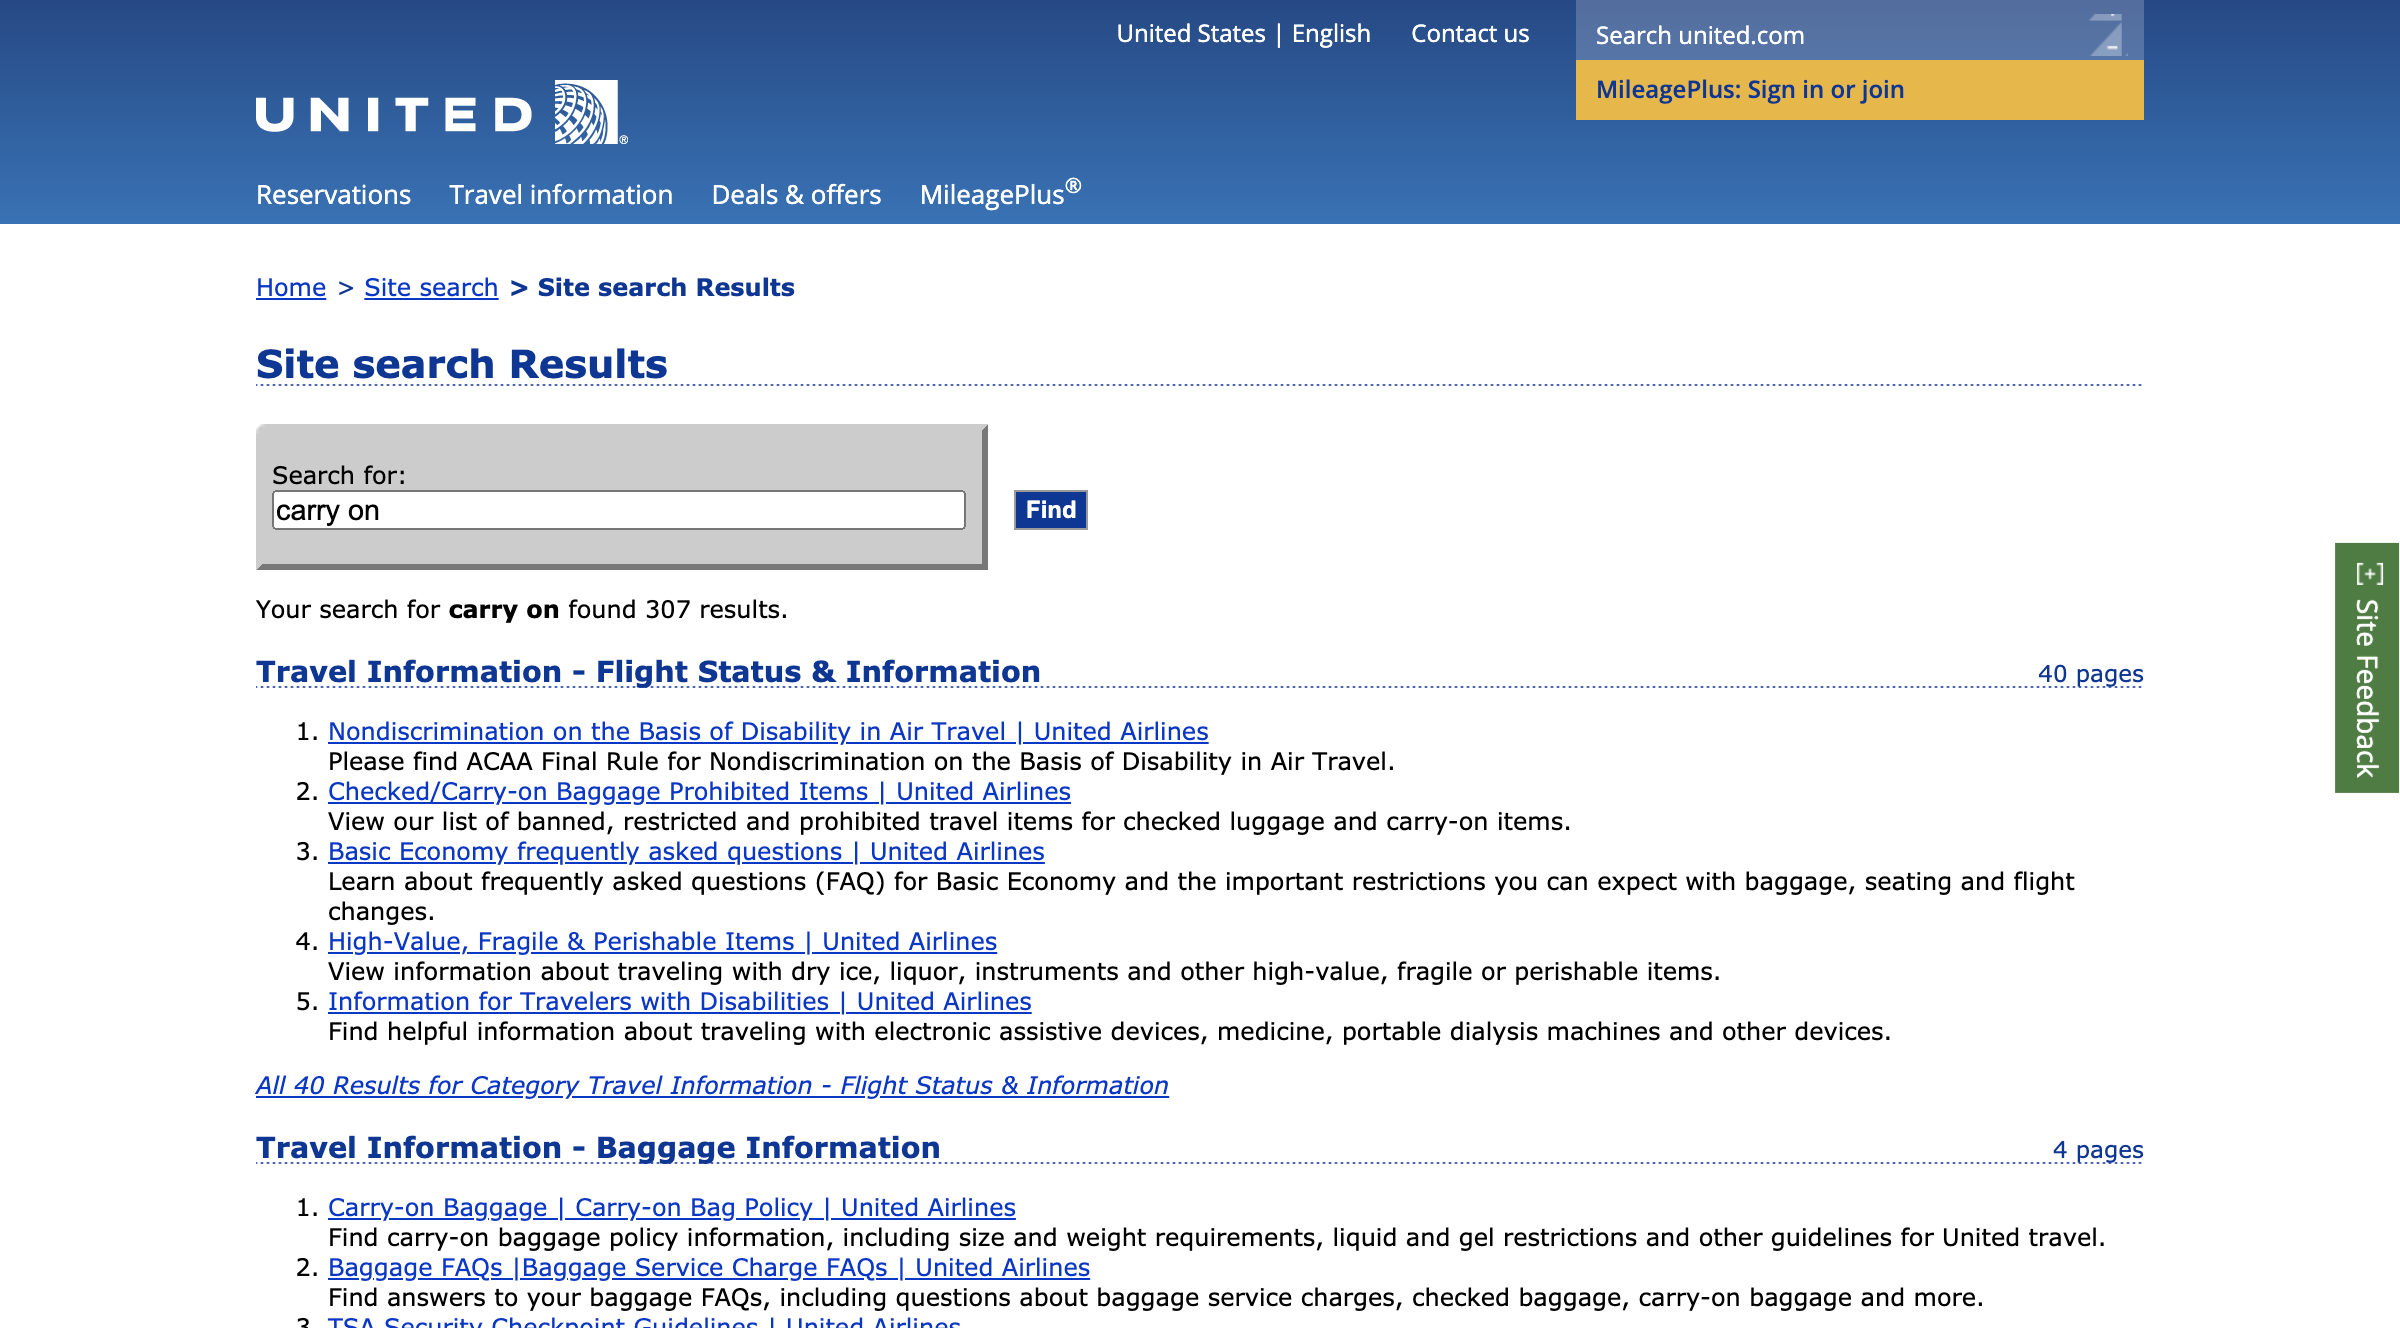 United States | English
Contact us
Search united.com
MileagePlus: Sign in or join
UNITED
®
Reservations
Travel information
Deals & offers
MileagePlus®
Home > Site search > Site search Results
Site search Results
Search for:
carry on
Find
Your search for carry on found 307 results.
Travel Information - Flight Status & Information
40 pages
1. Nondiscrimination on the Basis of Disability in Air Travel | United Airlines
Please find ACAA Final Rule for Nondiscrimination on the Basis of Disability in Air Travel.
2. Checked/Carry-on Baggage Prohibited Items | United Airlines
View our list of banned, restricted and prohibited travel items for checked luggage and carry-on items.
3. Basic Economy frequently asked questions | United Airlines
Learn about frequently asked questions (FAQ) for Basic Economy and the important restrictions you can expect with baggage, seating and flight
changes.
4. High-Value, Fragile & Perishable Items | United Airlines
View information about traveling with dry ice, liquor, instruments and other high-value, fragile or perishable items.
5. Information for Travelers with Disabilities | United Airlines
Find helpful information about traveling with electronic assistive devices, medicine, portable dialysis machines and other devices.
All 40 Results for Category Travel Information - Flight Status & Information
Travel Information - Baggage Information
4 pages
1. Carry-on Baggage | Carry-on Bag Policy | United Airlines
Find carry-on baggage policy information, including size and weight requirements, liquid and gel restrictions and other guidelines for United travel.
2. Baggage FAQs |Baggage Service Charge FAQs | United Airlines
Find answers to your baggage FAQs, including questions about baggage service charges, checked baggage, carry-on baggage and more.
3. TSA Security Checkpoint Guidelines | United Airlines
[+] Site Feedback